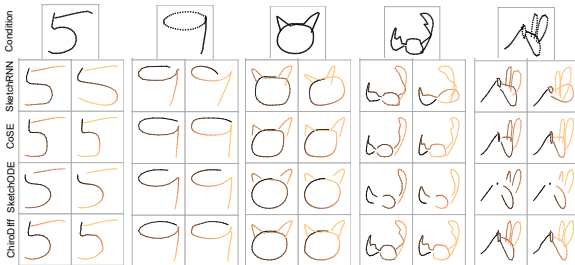 Condition
SketchRNN
CoSE
SketchODE
ChiroDiff